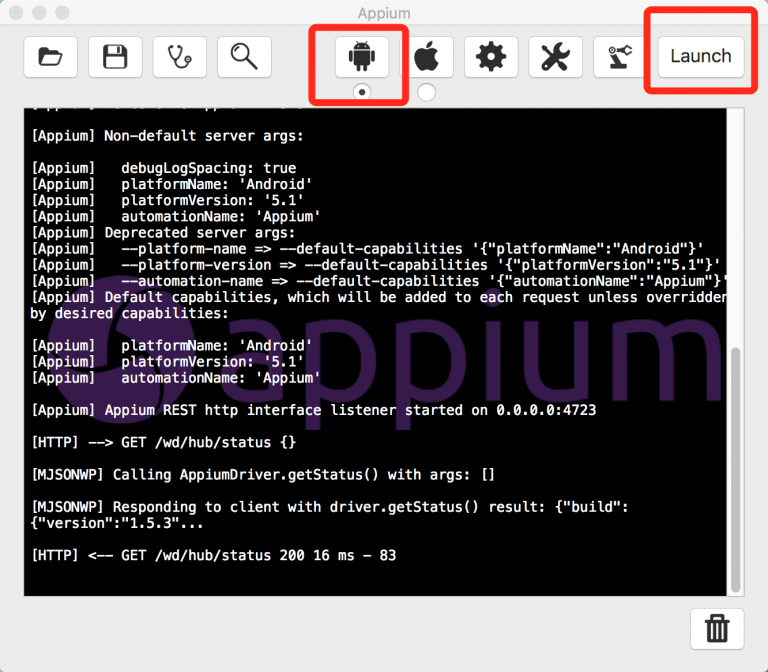 Appium
Launch
[Appium] Non-default server args:
[Appium]   debugLogSpacing: true
[Appium]   platformName: 'Android'
[Appium]   platformVersion: '5.1'
[Appium]   automationName: 'Appium'
[Appium] Deprecated server args:
[Appium]   --platform-name => --default-capabilities '{"platformName":"Android"}'
[Appium]   --platform-version => --default-capabilities '{"platformVersion":"5.1"}'
[Appium]   --automation-name => --default-capabilities '{"automationName":"Appium"}'
[Appium] Default capabilities, which will be added to each request unless overridden
by desired capabilities:
[Appium]   platformName: 'Android'
[Appium]   platformVersion: '5.1'
[Appium]   automationName: 'Appium'
appium
[Appium] Appium REST http interface listener started on 0.0.0.0:4723
[HTTP] --> GET /wd/hub/status {}
[MJSONWP] Calling AppiumDriver.getStatus() with args: []
[MJSONWP] Responding to client with driver.getStatus() result: {"build":
{"version":"1.5.3"...
[HTTP] <-- GET /wd/hub/status 200 16 ms - 83